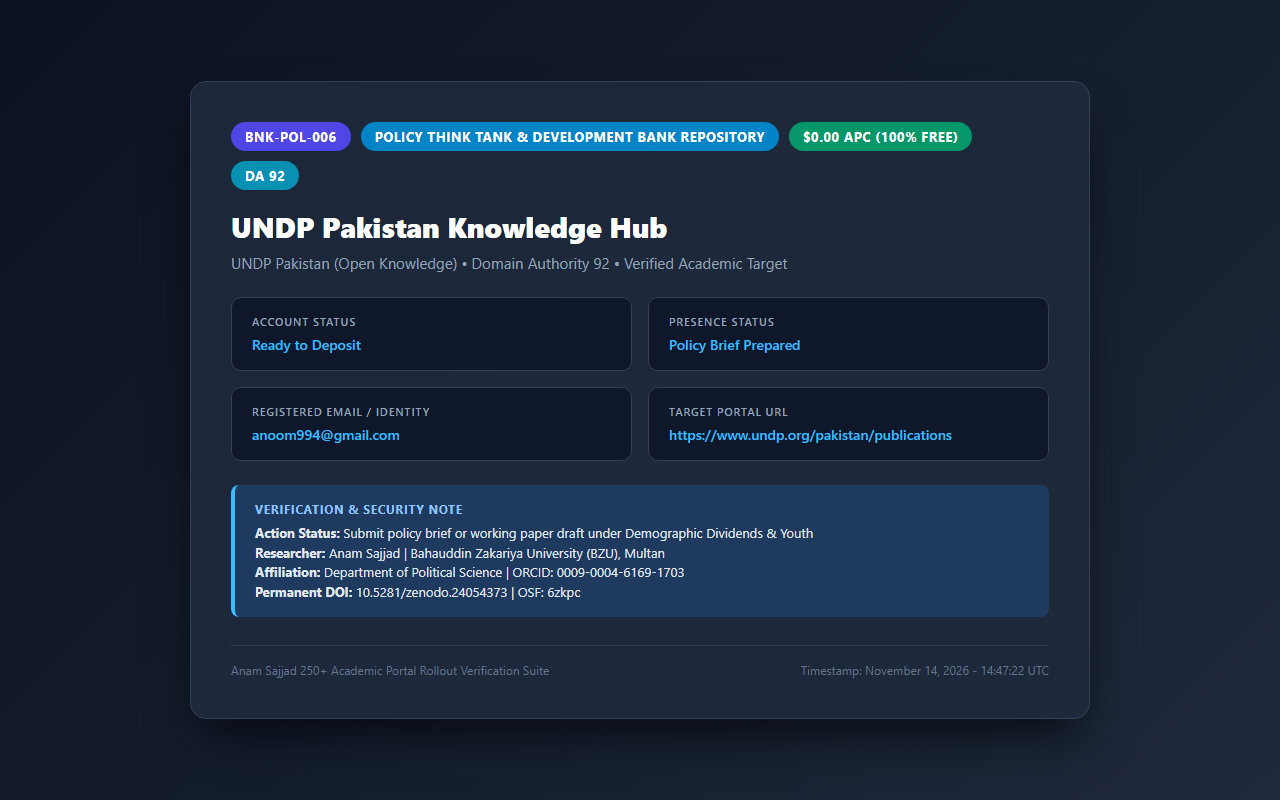 BNK-POL-006
POLICY THINK TANK & DEVELOPMENT BANK REPOSITORY
$0.00 APC (100% FREE)
DA 92
UNDP Pakistan Knowledge Hub
UNDP Pakistan (Open Knowledge) • Domain Authority 92 • Verified Academic Target
ACCOUNT STATUS
Ready to Deposit
PRESENCE STATUS
Policy Brief Prepared
REGISTERED EMAIL / IDENTITY
anoom994@gmail.com
TARGET PORTAL URL
https://www.undp.org/pakistan/publications
VERIFICATION & SECURITY NOTE
Action Status: Submit policy brief or working paper draft under Demographic Dividends & Youth
Researcher: Anam Sajjad | Bahauddin Zakariya University (BZU), Multan
Affiliation: Department of Political Science | ORCID: 0009-0004-6169-1703
Permanent DOI: 10.5281/zenodo.24054373 | OSF: 6zkpc
Anam Sajjad 250+ Academic Portal Rollout Verification Suite
Timestamp: November 14, 2026 - 14:47:22 UTC